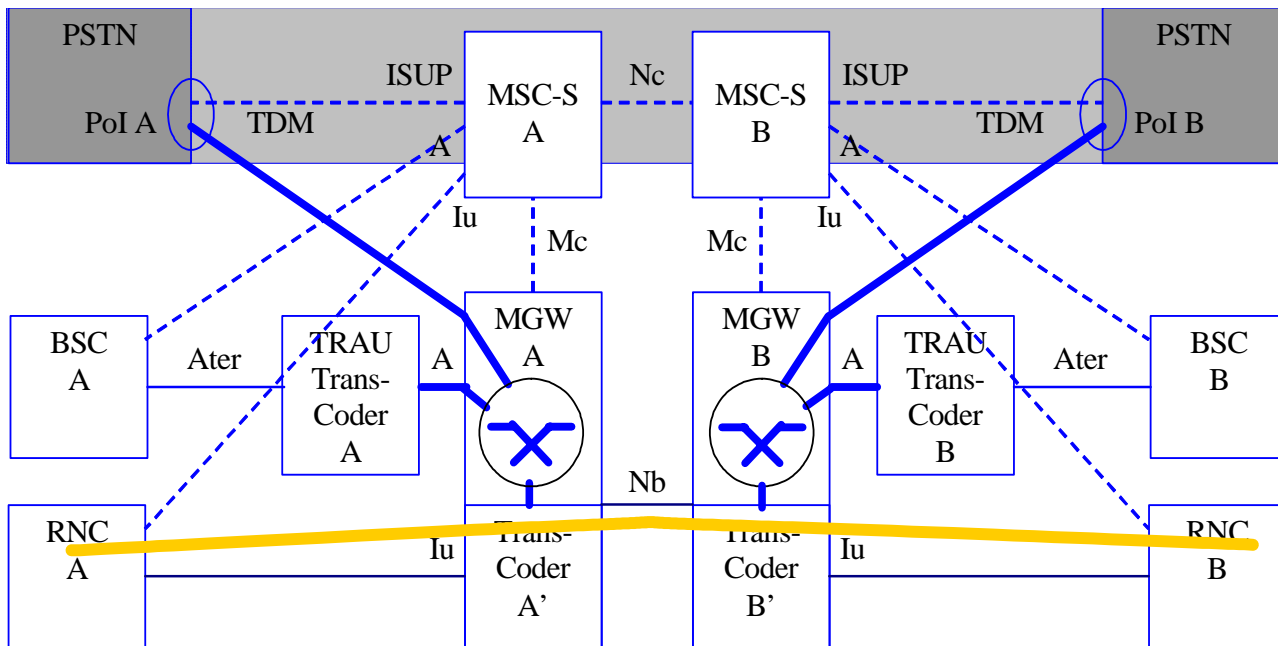 PSTN
PSTN
ISUP
Nc
ISUP
MSC-S
A
MSC-S
B
PoI A
TDM
TDM
PoI B
A
A
Iu
Iu
Mc
Mc
BSC
A
Ater
TRAU
Trans-
Coder
A
A
MGW
A
MGW
B
A
TRAU
Trans-
Coder
B
Ater
BSC
B
Nb
RNC
A
Iu
Trans-
Coder
A’
Trans-
Coder
B’
Iu
RNC
B